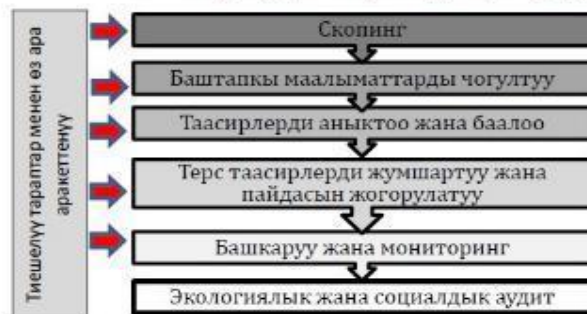 Тиешелүү тараптар менен өз ара
аракеттенүү
Скопинг
Баштапкы маалыматтарды чогултуу
Таасирлерди аныктоо жана баалоо
Терс таасирлерди жумшартуу жана
пайдасын жогорулатуу
Башкаруу жана мониторинг
Экологиялык жана социалдык аудит